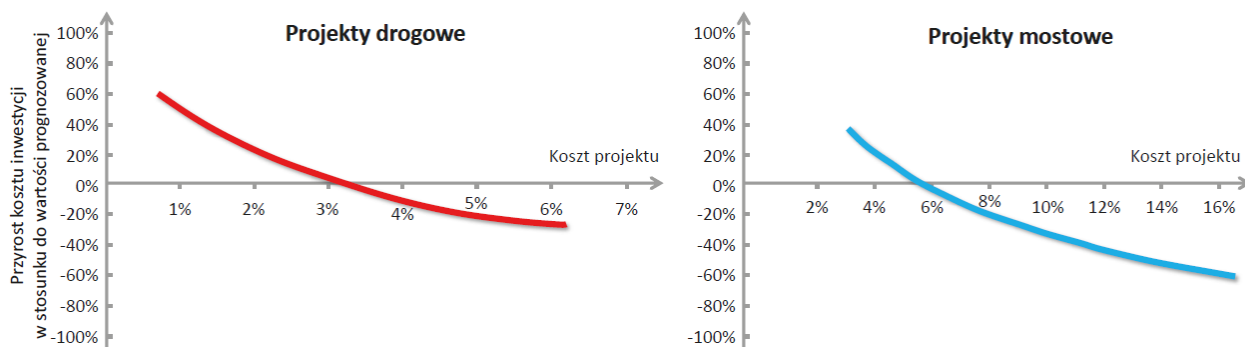 Projekty drogowe
Przyrost kosztu inwestycji
w stosunku do wartości prognozowanej
100%
80%
60%
40%
20%
0%
-20%
-40%
-60%
-80%
-100%
Koszt projektu
1% 2% 3% 4% 5% 6% 7%
Projekty mostowe
100%
80%
60%
40%
20%
0%
-20%
-40%
-60%
-80%
-100%
Koszt projektu
2% 4% 6% 8% 10% 12% 14% 16%